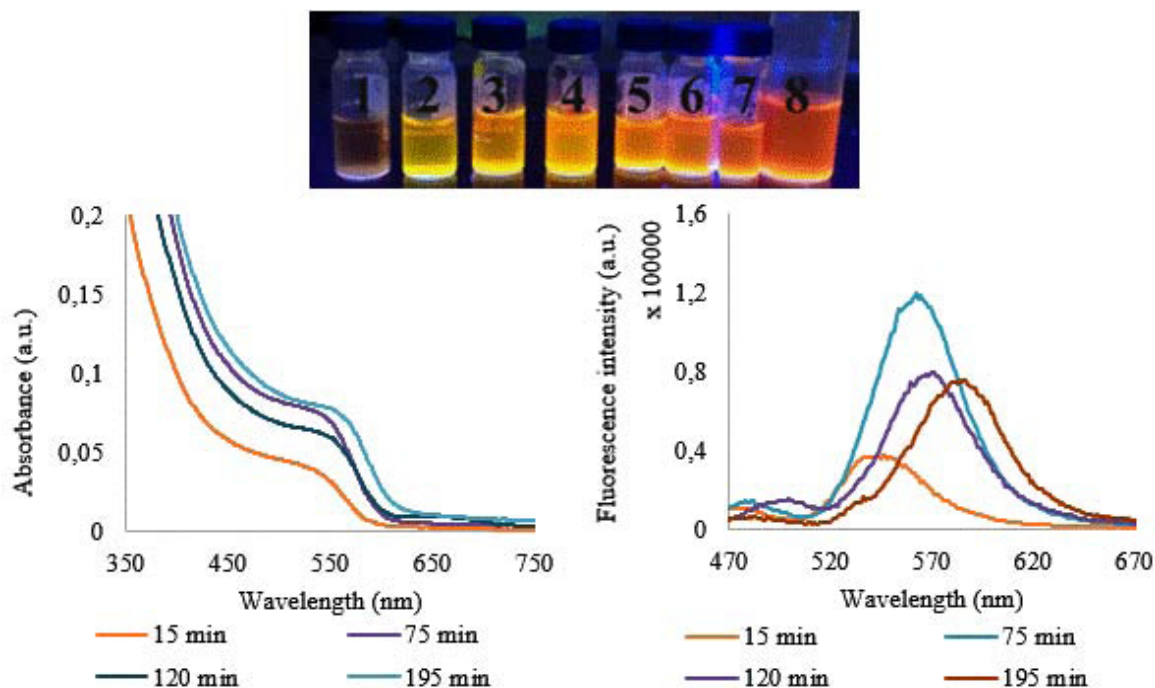 1 2 3 4 5 6 7 8
0,2
0,15
0,1
0,05
0
Absorbance (a.u.)
350 450 550 650 750
Wavelength (nm)
15 min 75 min
120 min 195 min
1,6
1,2
0,8
0,4
0
Fluorescence intensity (a.u.)
x 100000
470 520 570 620 670
Wavelength (nm)
15 min 75 min
120 min 195 min